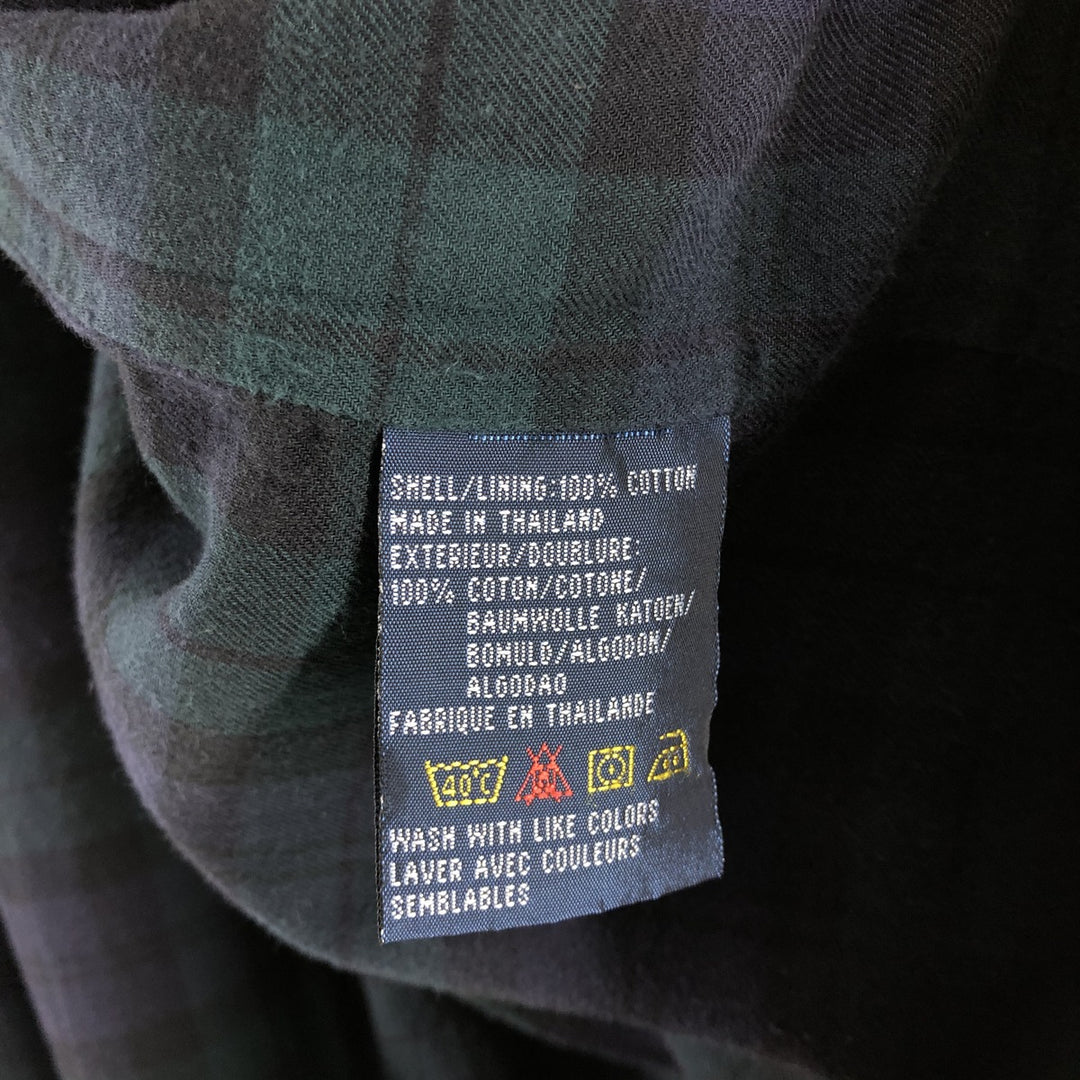 SHELL/LINING:100% COTTON
MADE IN THAILAND
EXTERIEUR/DOUBLURE:
100% COTON/COTONE/
BAUMWOLLE KATOEN/
BOMULD/ALGODON/
ALGODAO
FABRIQUE EN THAILANDE
40°C
WASH WITH LIKE COLORS
LAVER AVEC COULEURS
SEMBLABLES